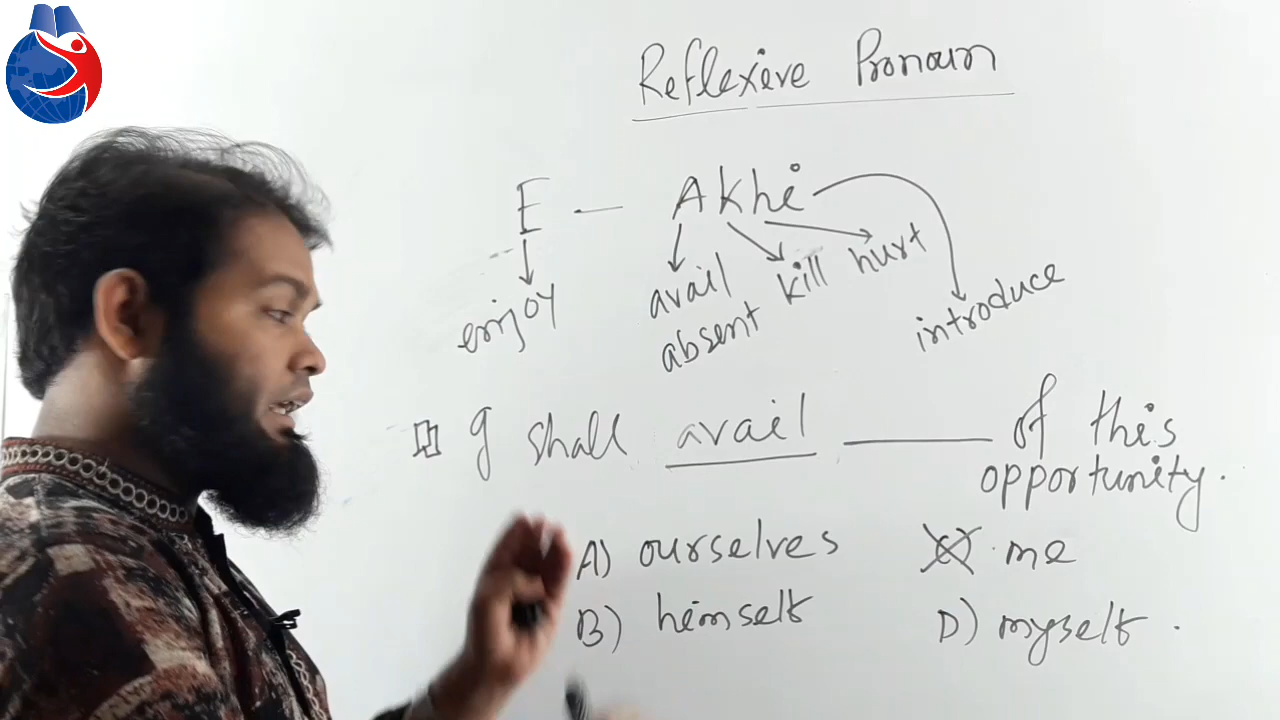 Reflexive Pronoun
E — AKhi
enjoy
avail
absent
kill
hurt
introduce
I shall avail ______ of this
opportunity.
A) ourselves
C) me
B) himself
D) myself.